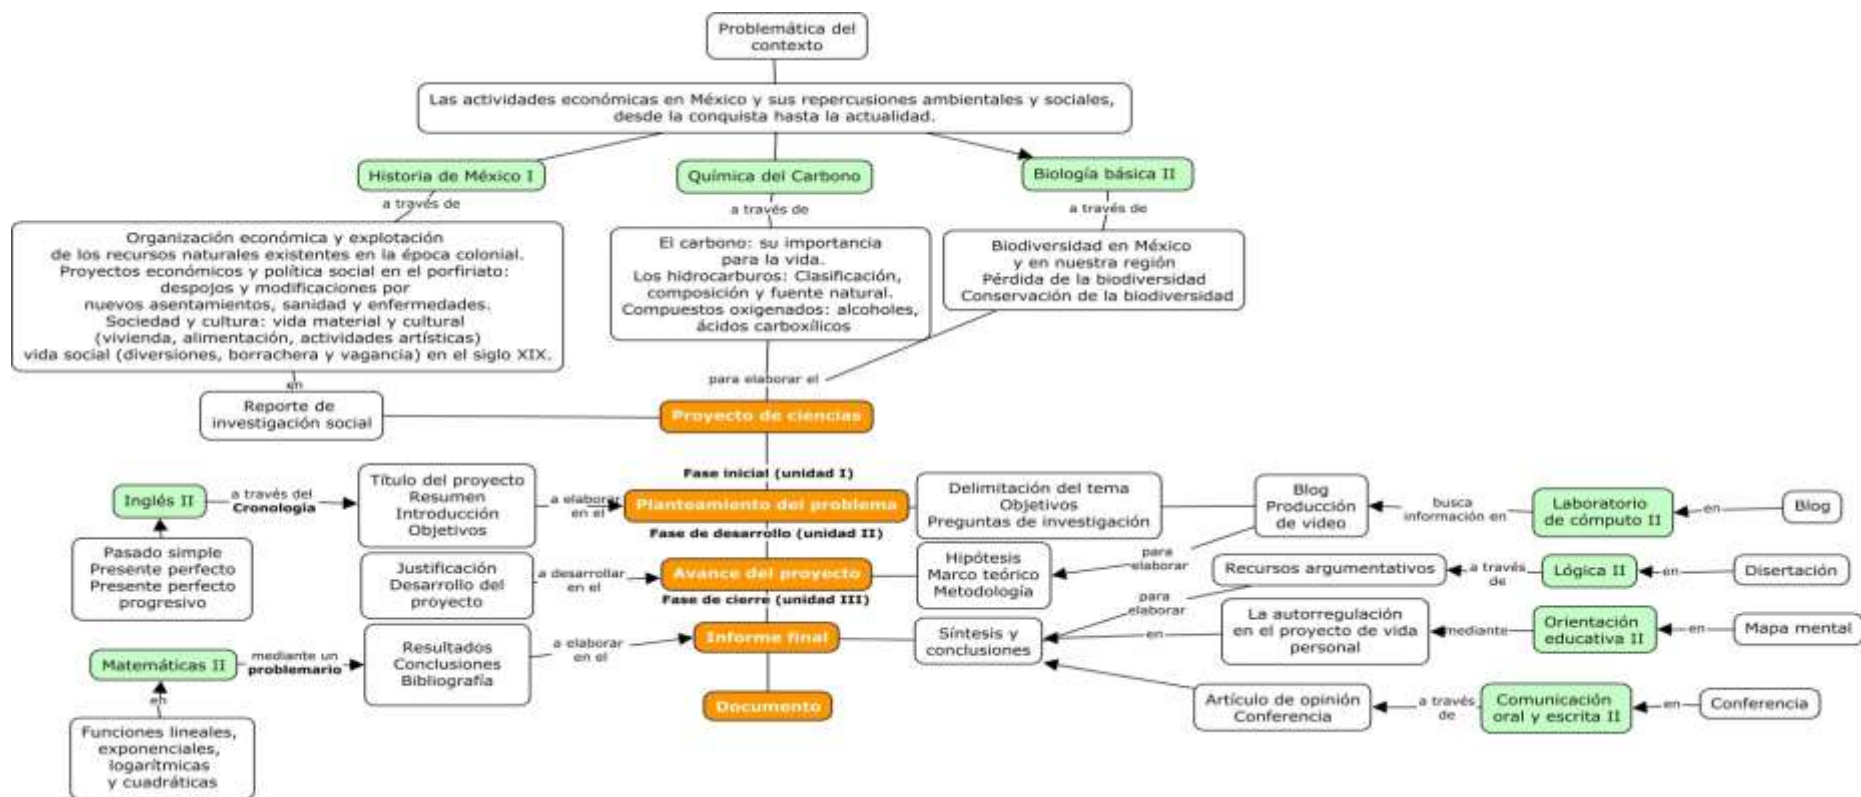 Problemática del
contexto
Las actividades económicas en México y sus repercusiones ambientales y sociales,
desde la conquista hasta la actualidad.
Historia de México I
Química del Carbono
Biología básica II
a través de
a través de
a través de
Organización económica y explotación
de los recursos naturales existentes en la época colonial.
Proyectos económicos y política social en el porfiriato:
despojos y modificaciones por
nuevos asentamientos, sanidad y enfermedades.
Sociedad y cultura: vida material y cultural
(vivienda, alimentación, actividades artísticas)
vida social (diversiones, borrachera y vagancia) en el siglo XIX.
El carbono: su importancia
para la vida.
Los hidrocarburos: Clasificación,
composición y fuente natural.
Compuestos oxigenados: alcoholes,
ácidos carboxílicos
Biodiversidad en México
y en nuestra región
Pérdida de la biodiversidad
Conservación de la biodiversidad
en
para elaborar el
Reporte de
investigación social
Proyecto de ciencias
Fase inicial (unidad I)
Inglés II
a través del
Cronología
Título del proyecto
Resumen
Introducción
Objetivos
a elaborar
en el
Planteamiento del problema
Delimitación del tema
Objetivos
Preguntas de investigación
Blog
Producción
de video
busca
información en
Laboratorio
de cómputo II
en
Blog
Fase de desarrollo (unidad II)
Pasado simple
Presente perfecto
Presente perfecto
progresivo
Justificación
Desarrollo del
proyecto
a desarrollar
en el
Avance del proyecto
Hipótesis
Marco teórico
Metodología
para
elaborar
Recursos argumentativos
a través
de
Lógica II
en
Disertación
Fase de cierre (unidad III)
para
elaborar
Matemáticas II
mediante un
problemario
Resultados
Conclusiones
Bibliografía
a elaborar
en el
Informe final
Síntesis y
conclusiones
en
La autorregulación
en el proyecto de vida
personal
mediante
Orientación
educativa II
en
Mapa mental
en
Documento
Artículo de opinión
Conferencia
a través
de
Comunicación
oral y escrita II
en
Conferencia
Funciones lineales,
exponenciales,
logarítmicas
y cuadráticas